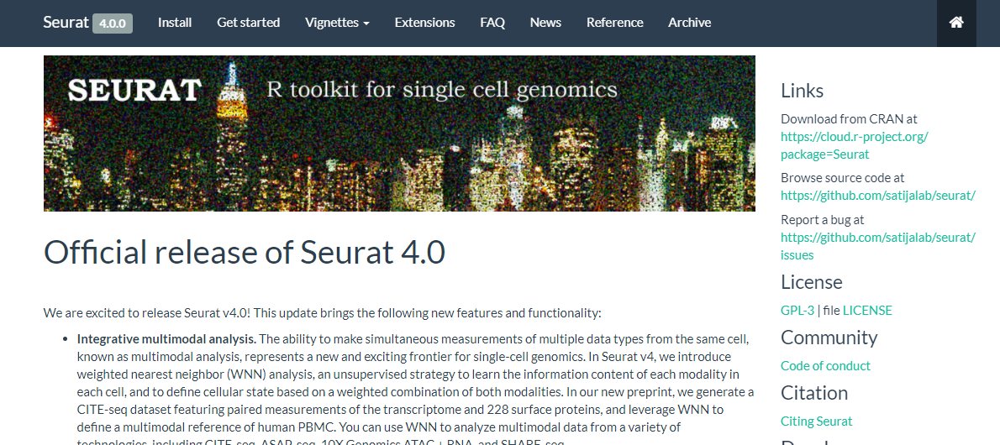 Seurat 4.0.0 Install Get started Vignettes Extensions FAQ News Reference Archive
SEURAT R toolkit for single cell genomics
Official release of Seurat 4.0
We are excited to release Seurat v4.0! This update brings the following new features and functionality:
• Integrative multimodal analysis. The ability to make simultaneous measurements of multiple data types from the same cell,
known as multimodal analysis, represents a new and exciting frontier for single-cell genomics. In Seurat v4, we introduce
weighted nearest neighbor (WNN) analysis, an unsupervised strategy to learn the information content of each modality in
each cell, and to define cellular state based on a weighted combination of both modalities. In our new preprint, we generate a
CITE-seq dataset featuring paired measurements of the transcriptome and 228 surface proteins, and leverage WNN to
define a multimodal reference of human PBMC. You can use WNN to analyze multimodal data from a variety of
technologies, including CITE-seq, ASAP-seq, 10X Genomics ATAC + RNA, and SHARE-seq.
Links
Download from CRAN at
https://cloud.r-project.org/
package=Seurat
Browse source code at
https://github.com/satijalab/seurat/
Report a bug at
https://github.com/satijalab/seurat/
issues
License
GPL-3 | file LICENSE
Community
Code of conduct
Citation
Citing Seurat